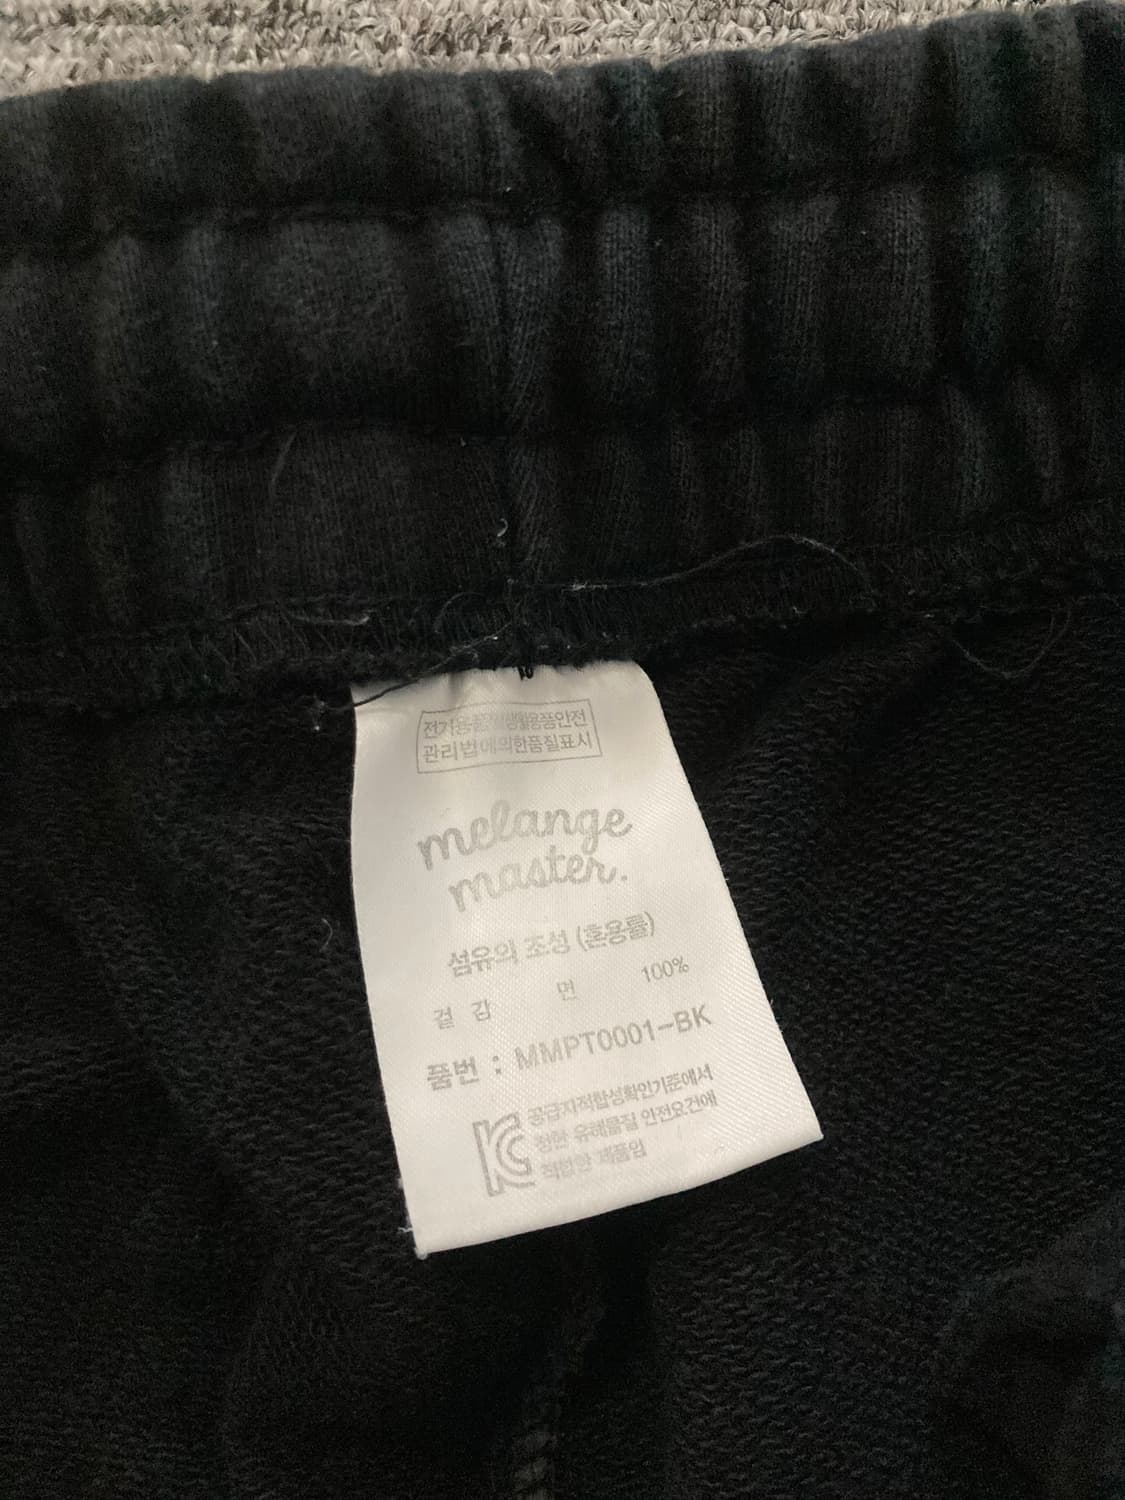 전기용품및생활용품안전
관리법에의한품질표시
melange
master.
섬유의 조성 (혼용률)
겉 감 면 100%
품번 : MMPT0001-BK
KC
공급자적합성확인기준에서
정한 유해물질 안전요건에
적합한 제품임